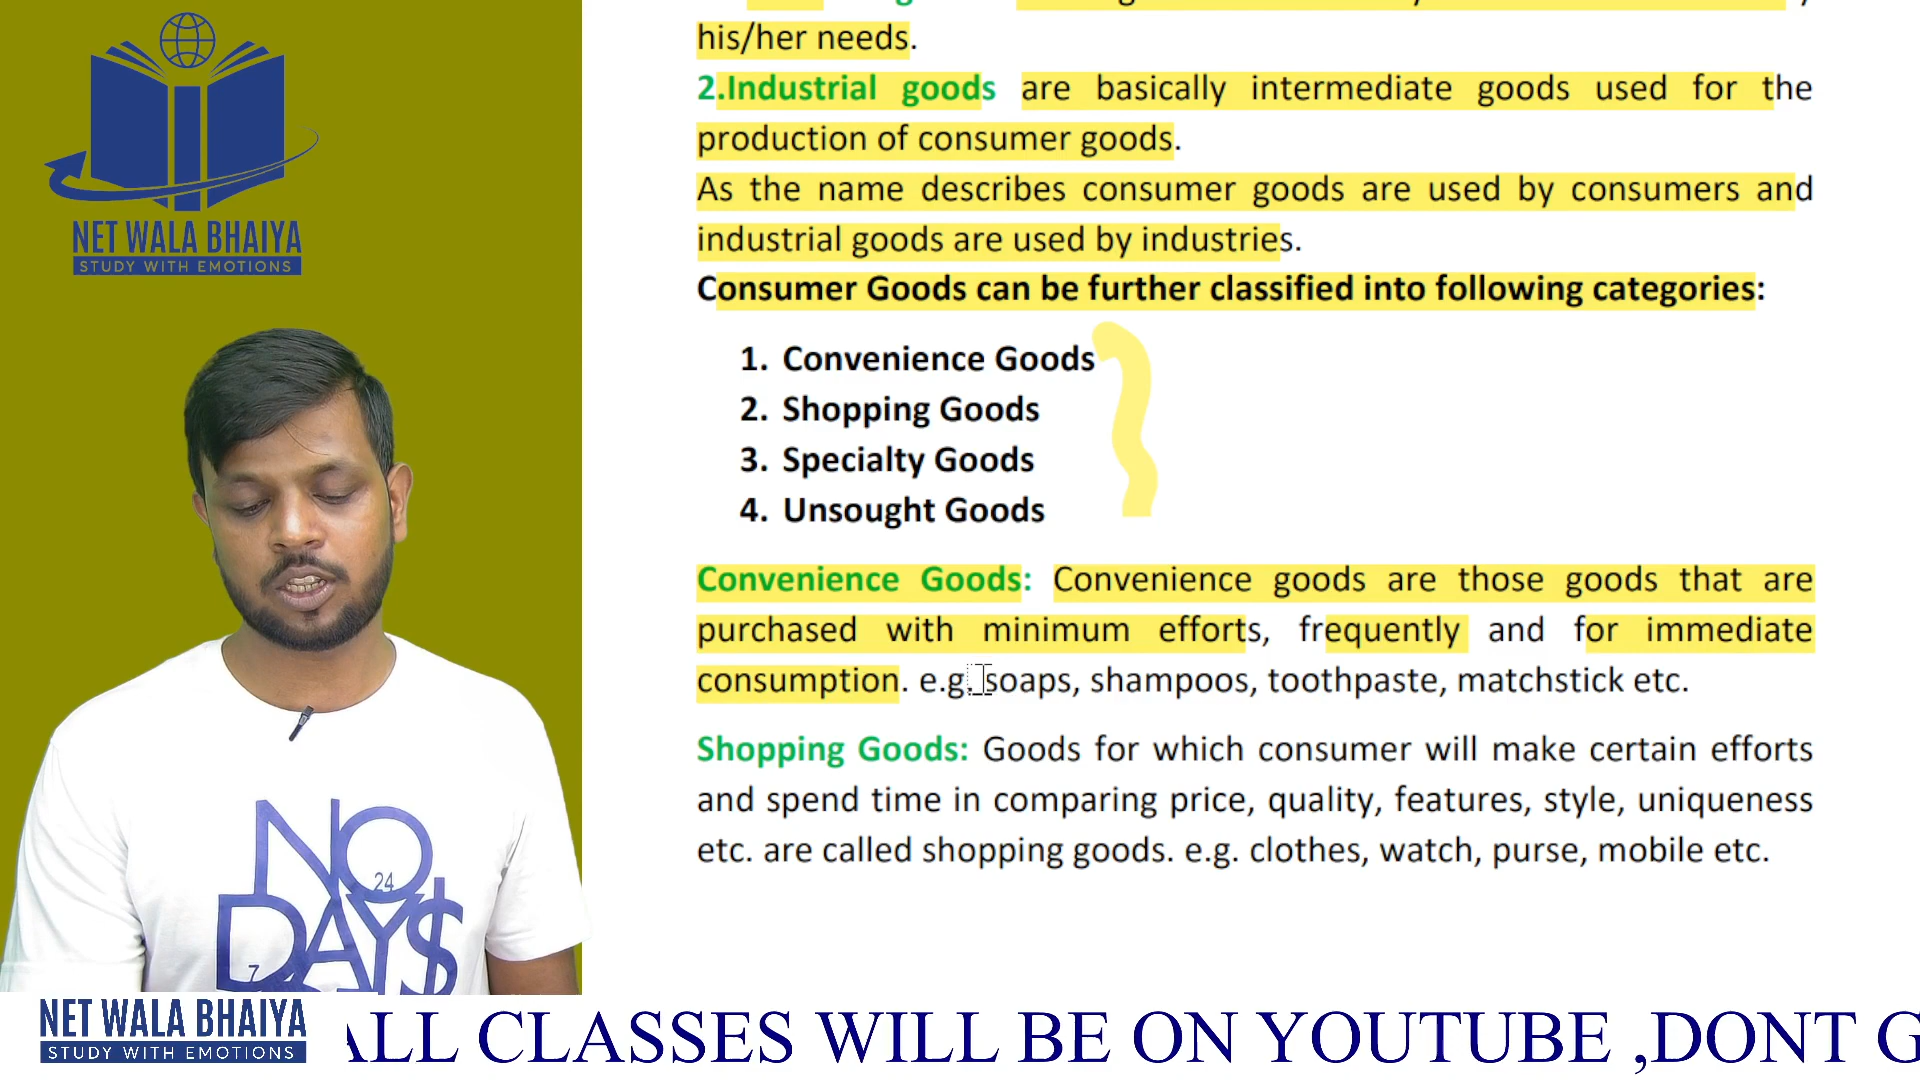 NET WALA BHAIYA
STUDY WITH EMOTIONS
his/her needs.
2.Industrial goods are basically intermediate goods used for the
production of consumer goods.
As the name describes consumer goods are used by consumers and
industrial goods are used by industries.
Consumer Goods can be further classified into following categories:
1. Convenience Goods
2. Shopping Goods
3. Specialty Goods
4. Unsought Goods
Convenience Goods: Convenience goods are those goods that are
purchased with minimum efforts, frequently and for immediate
consumption. e.g. soaps, shampoos, toothpaste, matchstick etc.
Shopping Goods: Goods for which consumer will make certain efforts
and spend time in comparing price, quality, features, style, uniqueness
etc. are called shopping goods. e.g. clothes, watch, purse, mobile etc.
NO
24
DAY$
7
NET WALA BHAIYA
STUDY WITH EMOTIONS
ALL CLASSES WILL BE ON YOUTUBE ,DONT G